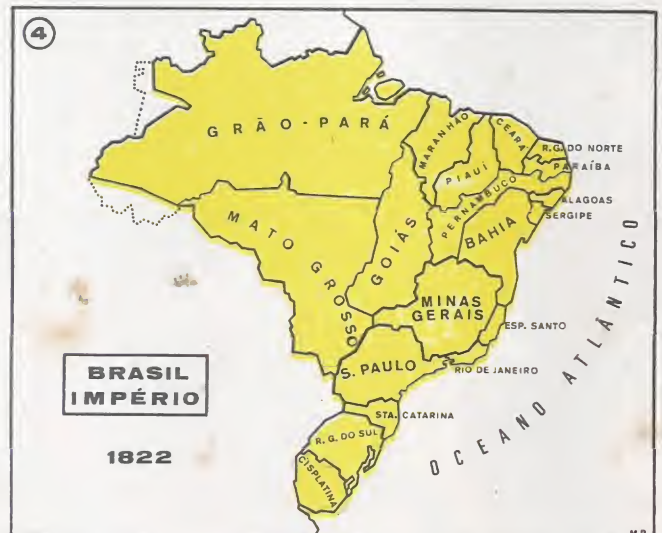 4
GRÃO-PARÁ
MARANHÃO
CEARÁ
R.G. DO NORTE
PARAÍBA
PIAUÍ
PERNAMBUCO
ALAGOAS
SERGIPE
BAHIA
GOIÁS
MATO GROSSO
MINAS
GERAIS
ESP. SANTO
RIO DE JANEIRO
S. PAULO
STA. CATARINA
R. G. DO SUL
CISPLATINA
OCEANO ATLÂNTICO
BRASIL
IMPÉRIO
1822